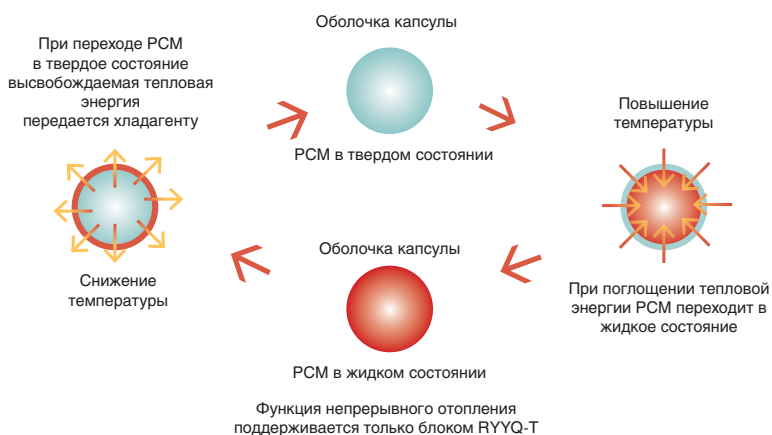 При переходе PCM
в твердое состояние
высвобождаемая тепловая
энергия
передается хладагенту
Оболочка капсулы
PCM в твердом состоянии
Повышение
температуры
Снижение
температуры
Оболочка капсулы
PCM в жидком состоянии
При поглощении тепловой
энергии PCM переходит в
жидкое состояние
Функция непрерывного отопления
поддерживается только блоком RYYQ-T